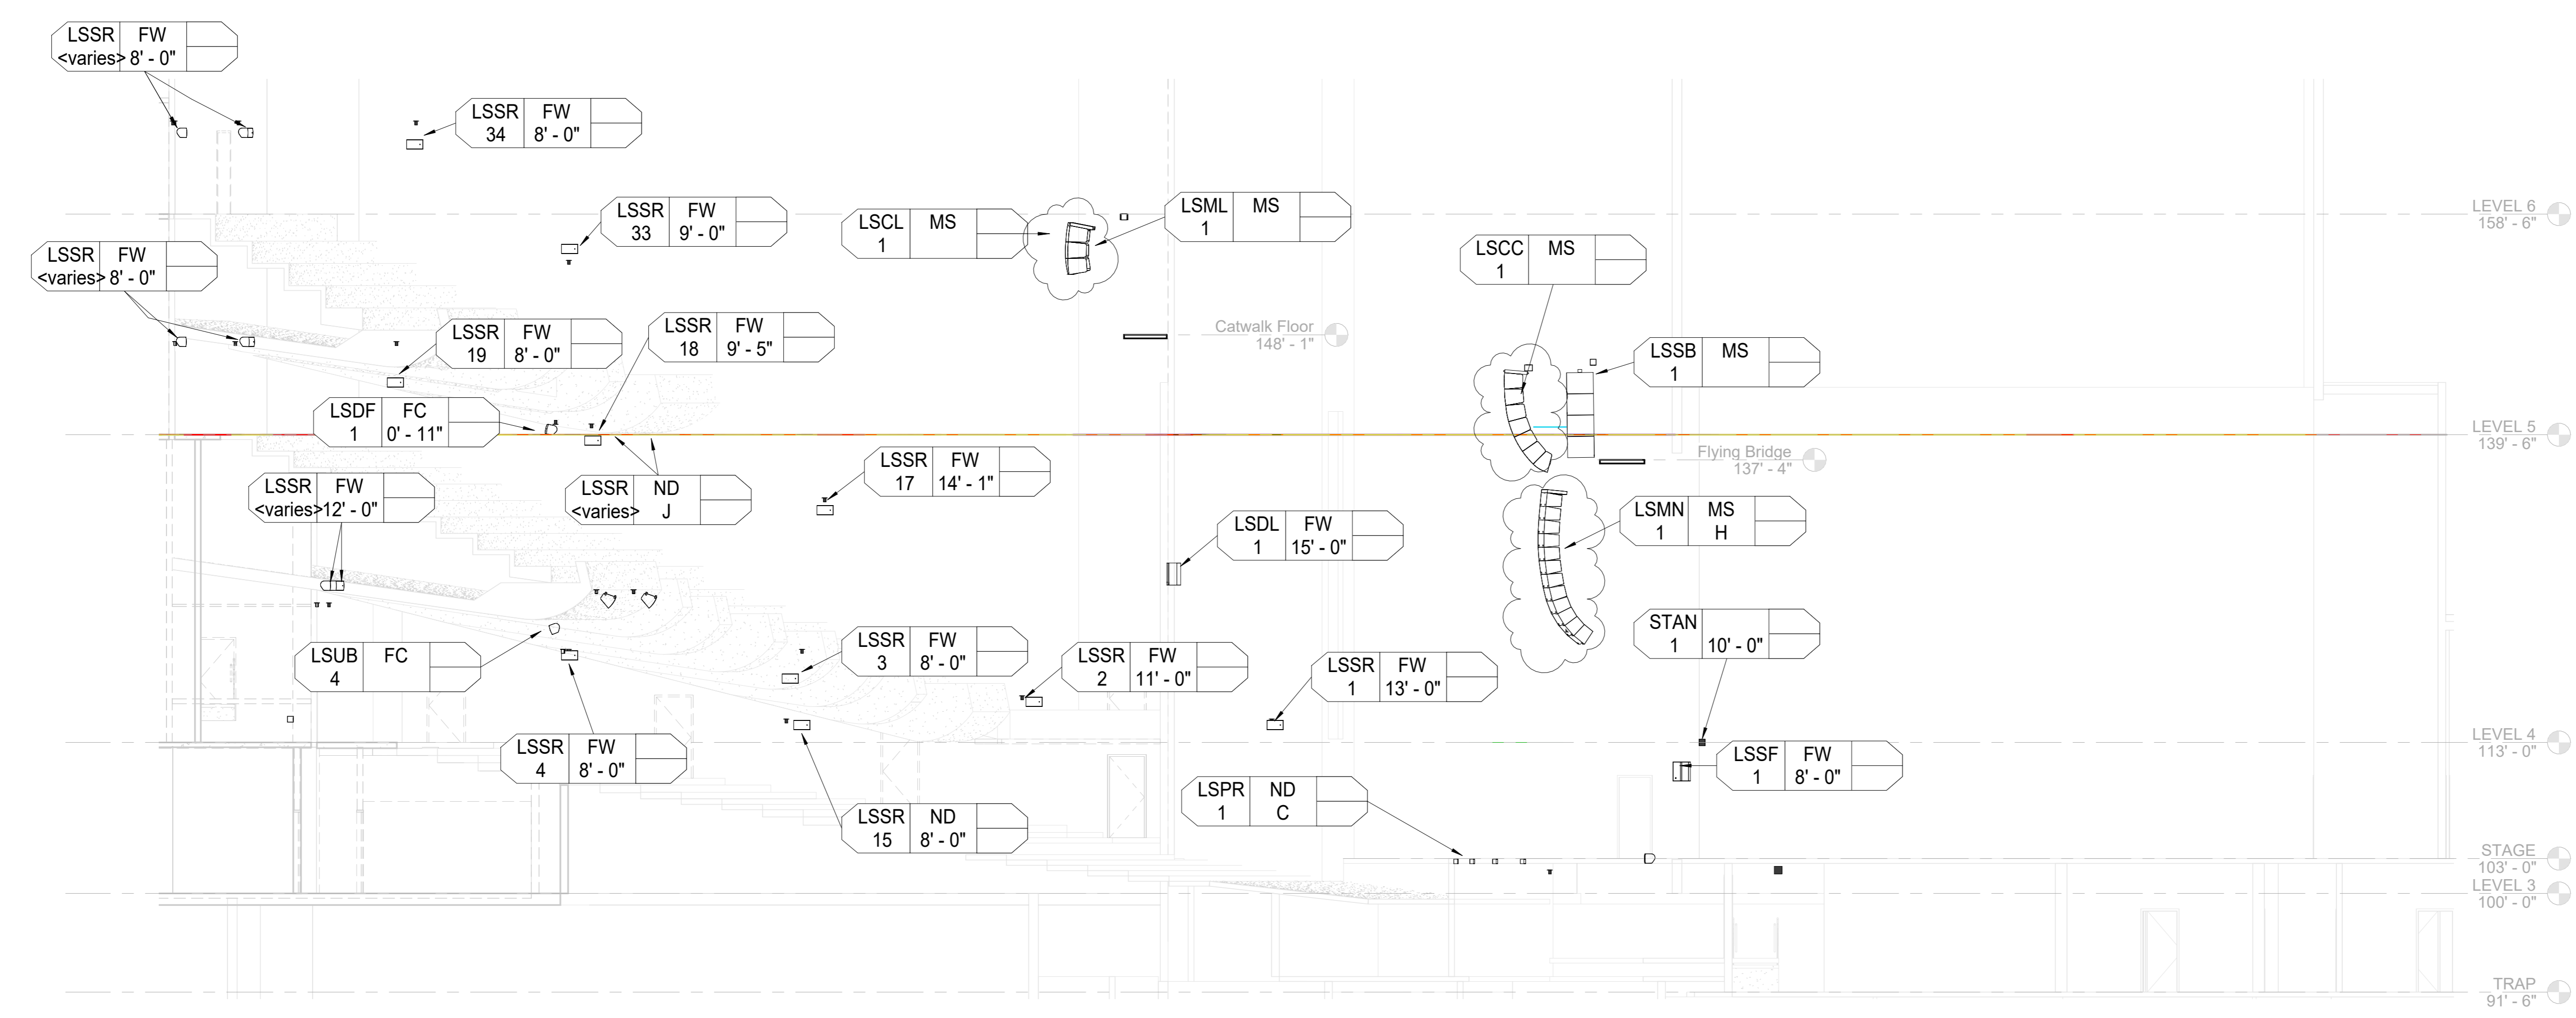 LSSR FW
<varies> 8' - 0"
LSSR FW
34 8' - 0"
LSSR FW
33 9' - 0"
LSCL MS
1
LSML MS
1
LEVEL 6
158' - 6"
LSSR FW
<varies> 8' - 0"
LSCC MS
1
LSSR FW
19 8' - 0"
LSSR FW
18 9' - 5"
Catwalk Floor
148' - 1"
LSSB MS
1
LSDF FC
1 0' - 11"
LEVEL 5
139' - 6"
Flying Bridge
137' - 4"
LSSR FW
<varies> 12' - 0"
LSSR ND
<varies> J
LSSR FW
17 14' - 1"
LSDL FW
1 15' - 0"
LSMN MS
1 H
STAN
1 10' - 0"
LSUB FC
4
LSSR FW
3 8' - 0"
LSSR FW
2 11' - 0"
LSSR FW
1 13' - 0"
LSSR FW
4 8' - 0"
LEVEL 4
113' - 0"
LSSF FW
1 8' - 0"
LSPR ND
1 C
LSSR ND
15 8' - 0"
STAGE
103' - 0"
LEVEL 3
100' - 0"
TRAP
91' - 6"